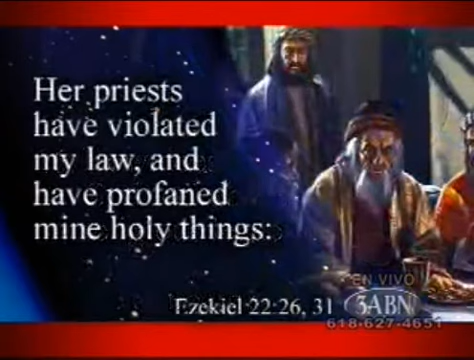 Her priests
have violated
my law, and
have profaned
mine holy things:
Ezekiel 22:26, 31
EN VIVO
3ABN
618-627-4651